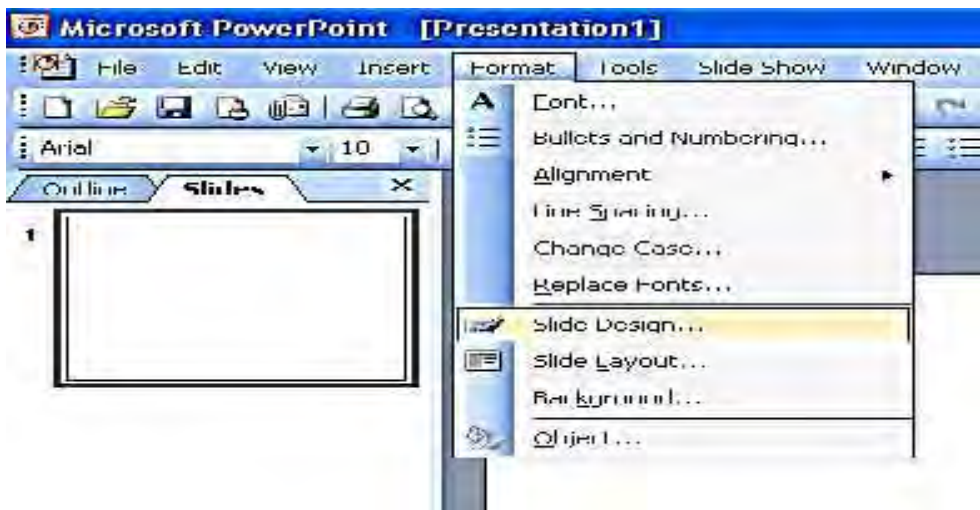 Microsoft PowerPoint [Presentation1]
File Edit View Insert Format Tools Slide Show Window
Arial 10
Outline Slides
1
Font...
Bullets and Numbering...
Alignment
Line Spacing...
Change Case...
Replace Fonts...
Slide Design...
Slide Layout...
Background...
Object...